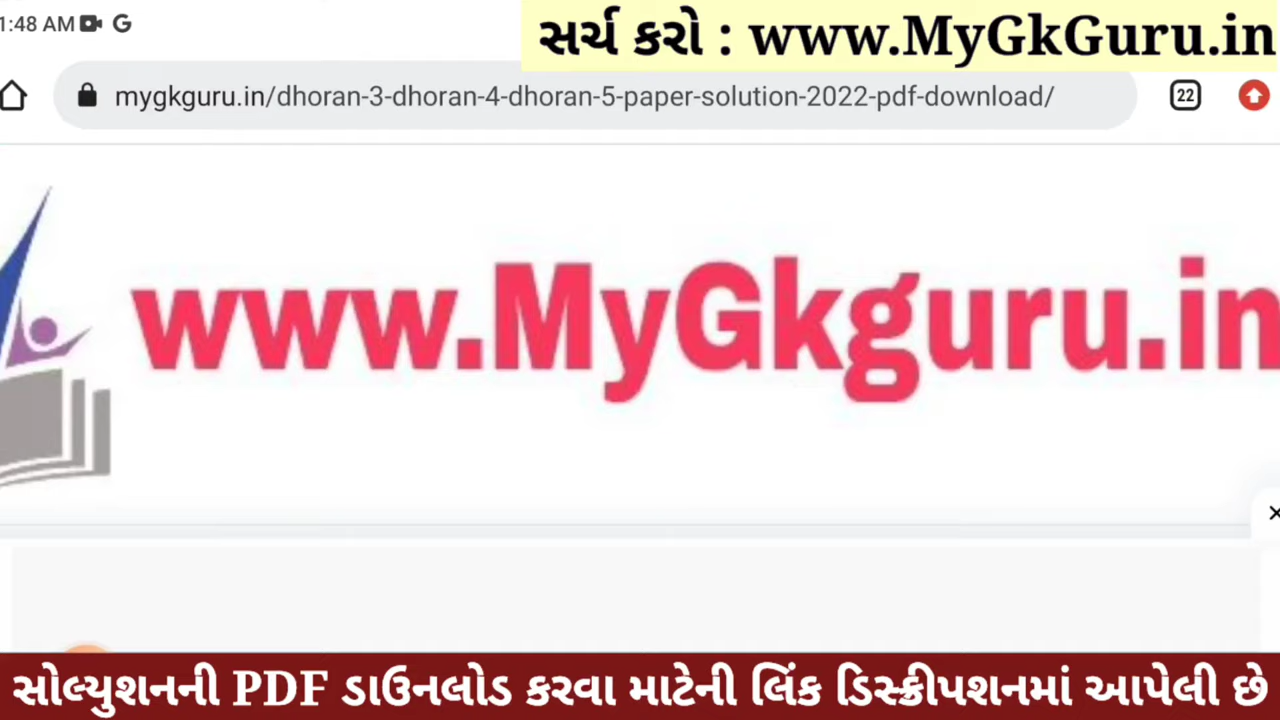 1:48 AM G
સર્ચ કરો : www.MyGkGuru.in
mygkguru.in/dhoran-3-dhoran-4-dhoran-5-paper-solution-2022-pdf-download/ 22
www.MyGkguru.in
સોલ્યુશનની PDF ડાઉનલોડ કરવા માટેની લિંક ડિસ્ક્રીપશનમાં આપેલી છે